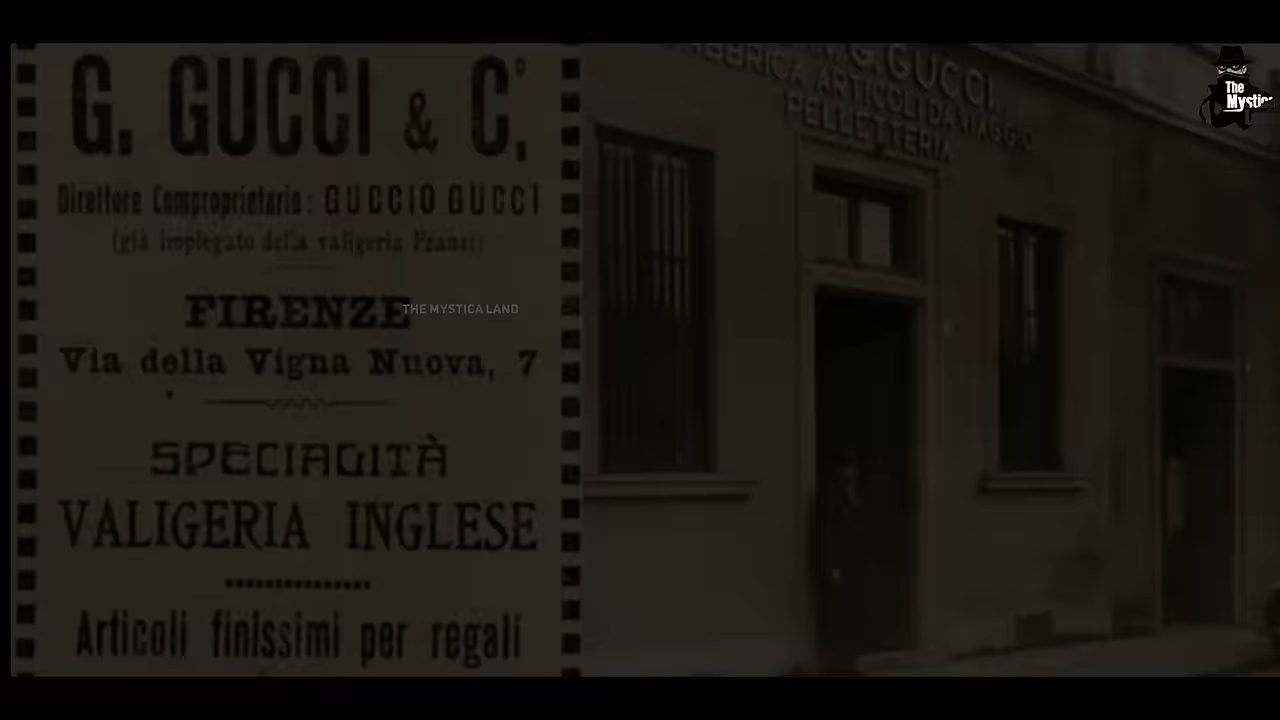 G. GUCCI & C.º
Direttore Comproprietario: GUCCIO GUCCI
(già impiegato della valigeria Franzi)
FIRENZE
Via della Vigna Nuova, 7
SPECIALITÀ
VALIGERIA INGLESE
Articoli finissimi per regali
THE MYSTICA LAND
G. GUCCI
FABBRICA ARTICOLI DA VIAGGIO
PELLETTERIA
The
Mystic